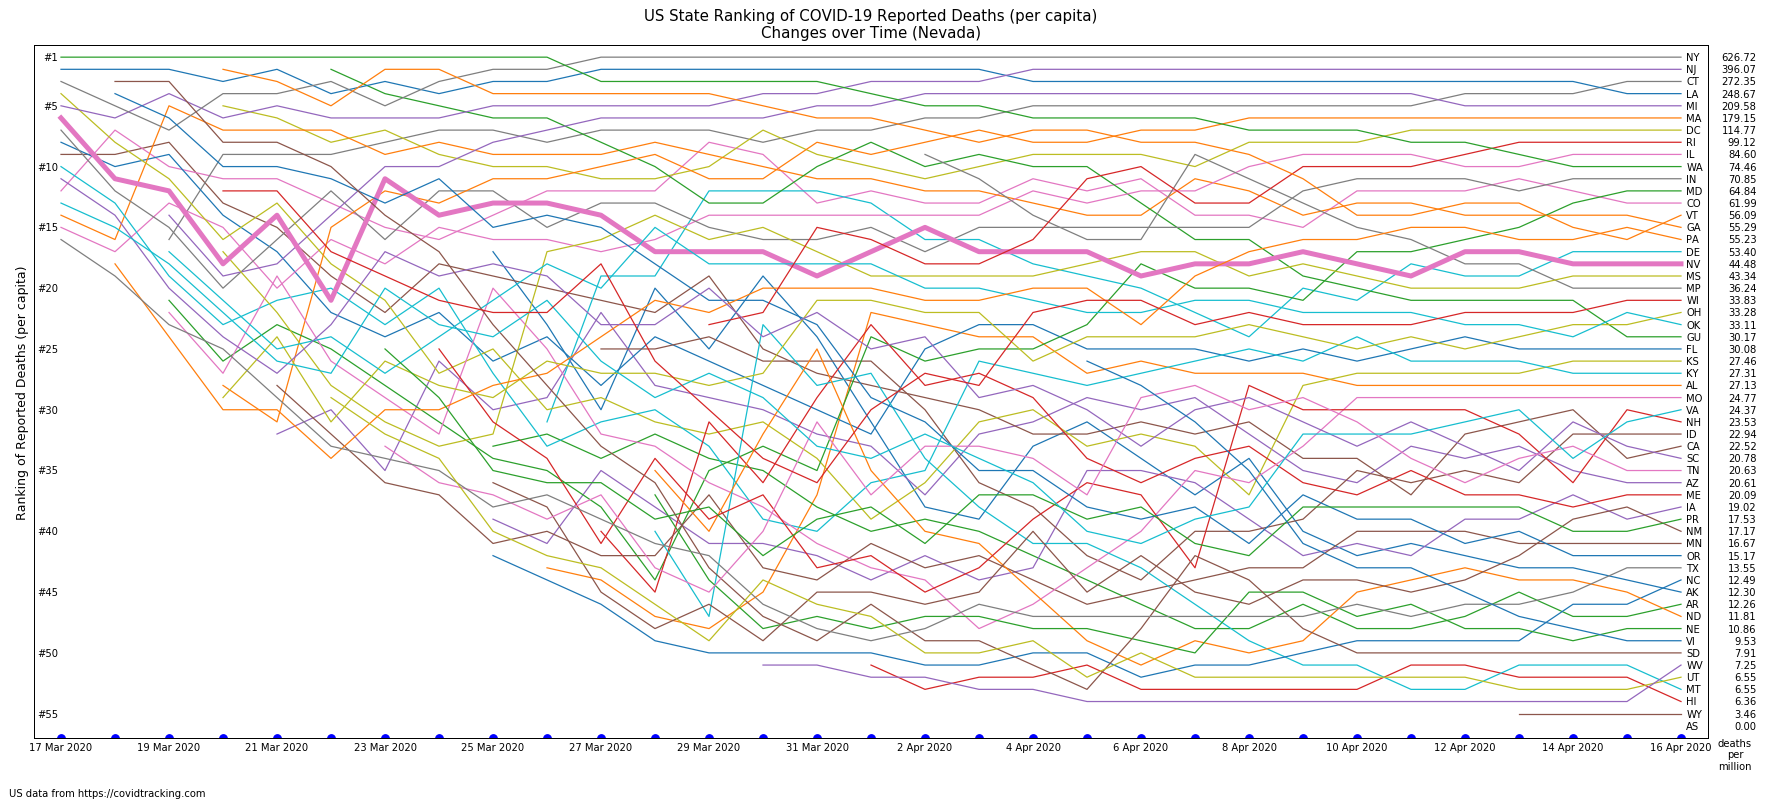 US State Ranking of COVID-19 Reported Deaths (per capita)
Changes over Time (Nevada)
Ranking of Reported Deaths (per capita)
#1
#5
#10
#15
#20
#25
#30
#35
#40
#45
#50
#55
NY 626.72
NJ 396.07
CT 272.35
LA 248.67
MI 209.58
MA 179.15
DC 114.77
RI 99.12
IL 84.60
WA 74.46
IN 70.85
MD 64.84
CO 61.99
VT 56.09
GA 55.29
PA 55.23
DE 53.40
NV 44.48
MS 43.34
MP 36.24
WI 33.83
OH 33.28
OK 33.11
GU 30.17
FL 30.08
KS 27.46
KY 27.31
AL 27.13
MO 24.77
VA 24.37
NH 23.53
ID 22.94
CA 22.52
SC 20.78
TN 20.63
AZ 20.61
ME 20.09
IA 19.02
PR 17.53
NM 17.17
MN 16.67
OR 15.17
TX 13.55
NC 12.49
AK 12.30
AR 12.26
ND 11.81
NE 10.86
VI 9.53
SD 7.91
WV 7.25
UT 6.55
MT 6.55
HI 6.36
WY 3.46
AS 0.00
17 Mar 2020 19 Mar 2020 21 Mar 2020 23 Mar 2020 25 Mar 2020 27 Mar 2020 29 Mar 2020 31 Mar 2020 2 Apr 2020 4 Apr 2020 6 Apr 2020 8 Apr 2020 10 Apr 2020 12 Apr 2020 14 Apr 2020 16 Apr 2020
deaths
per
million
US data from https://covidtracking.com